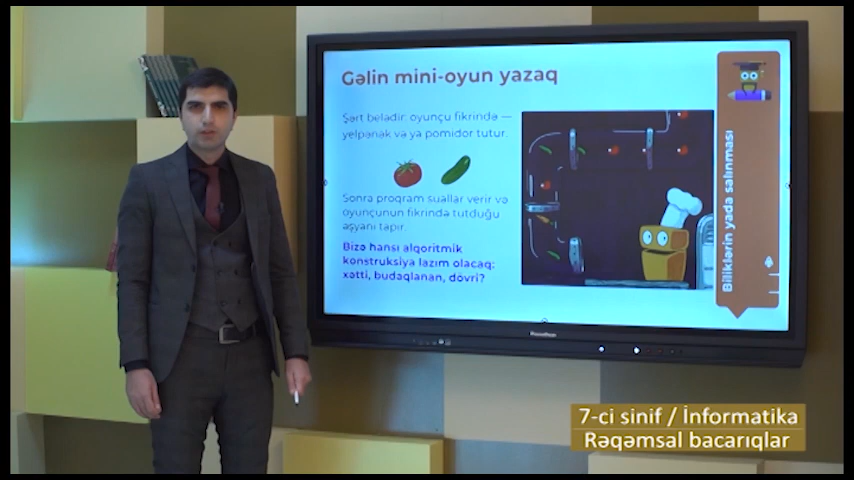 Gəlin mini-oyun yazaq
Şərt belədir: oyunçu fikrində —
yelpənək və ya pomidor tutur.
Sonra proqram suallar verir və
oyunçunun fikrində tutduğu
əşyanı tapır.
Bizə hansı alqoritmik
konstruksiya lazım olacaq:
xətti, budaqlanan, dövri?
Biliklərin yada salınması
Promethean
7-ci sinif / İnformatika
Rəqəmsal bacarıqlar